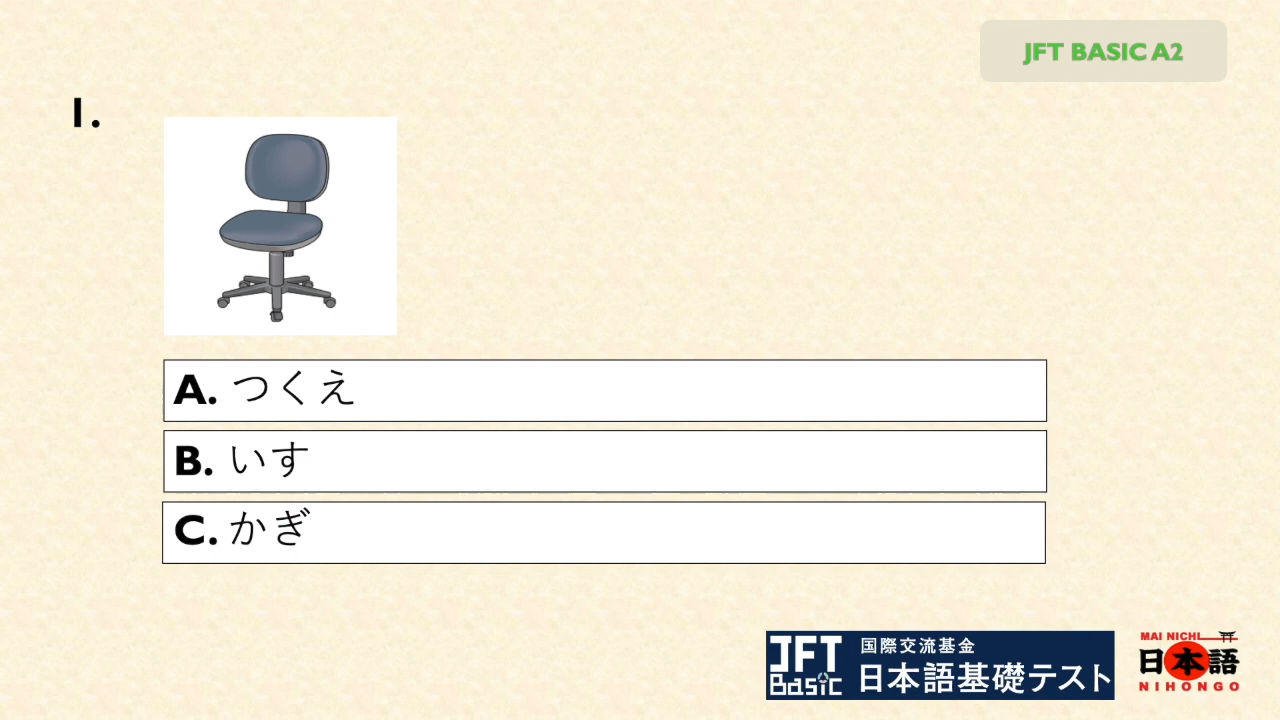 JFT BASIC A2
1.
A. つくえ
B. いす
C. かぎ
JFT Basic
国際交流基金
日本語基礎テスト
MAI NICHI
日本語
NIHONGO